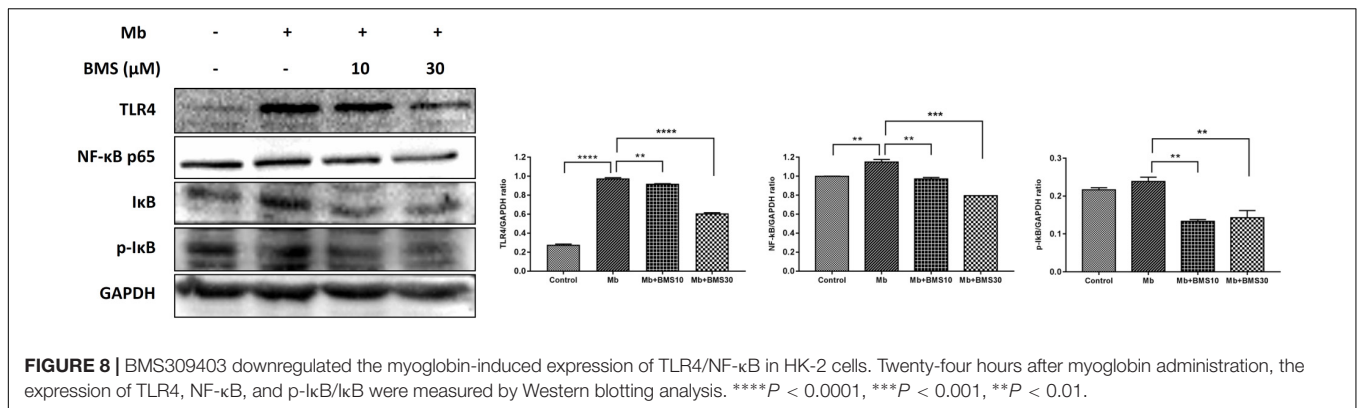 Mb - + + +
BMS (μM) - - 10 30
TLR4
NF-κB p65
IκB
p-IκB
GAPDH
TLR4/GAPDH ratio
1.2
1.0
0.8
0.6
0.4
0.2
0.0
****
**
****
Control Mb Mb+BMS10 Mb+BMS30
NF-kB/GAPDH ratio
1.2
1.0
0.8
0.6
0.4
0.2
0.0
**
**
***
Control Mb Mb+BMS10 Mb+BMS30
p-IkB/GAPDH ratio
0.4
0.3
0.2
0.1
0.0
**
**
Control Mb Mb+BMS10 Mb+BMS30
FIGURE 8 | BMS309403 downregulated the myoglobin-induced expression of TLR4/NF-κB in HK-2 cells. Twenty-four hours after myoglobin administration, the
expression of TLR4, NF-κB, and p-IκB/IκB were measured by Western blotting analysis. ****P < 0.0001, ***P < 0.001, **P < 0.01.